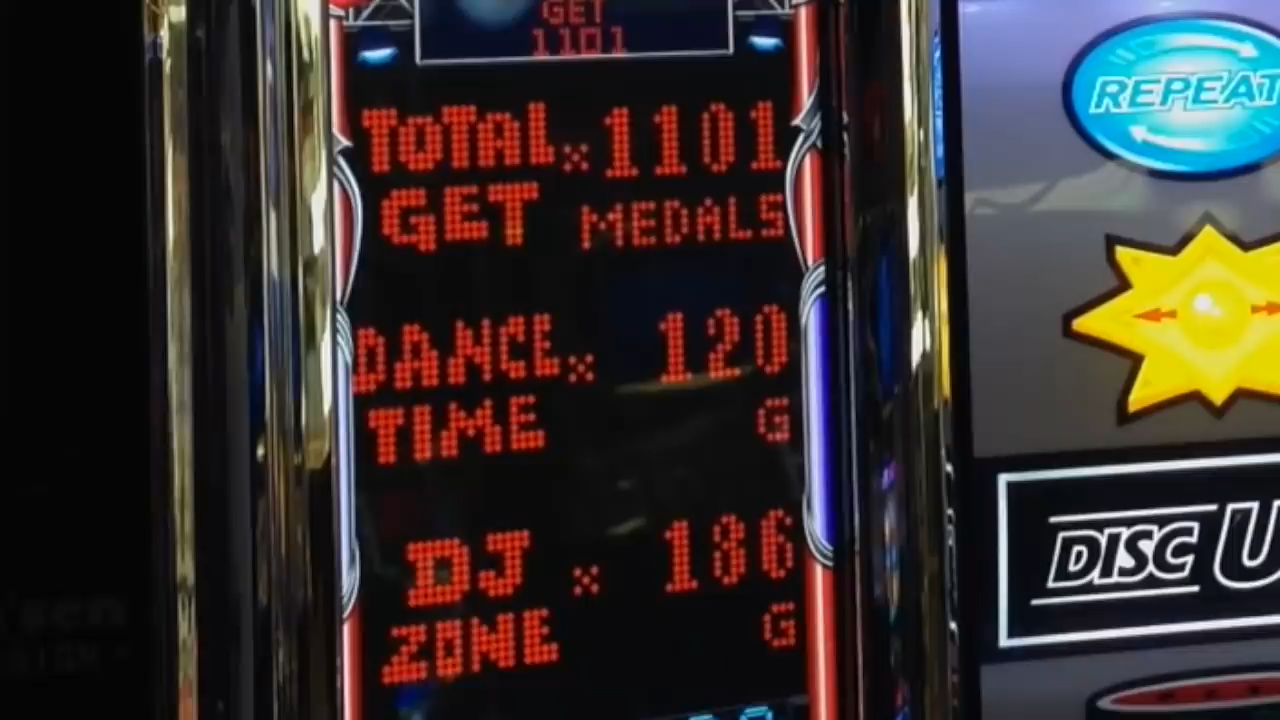 GET
1101
TOTAL × 1101
GET MEDALS
DANCE × 120
TIME G
DJ × 186
ZONE G
REPEAT
DISC U